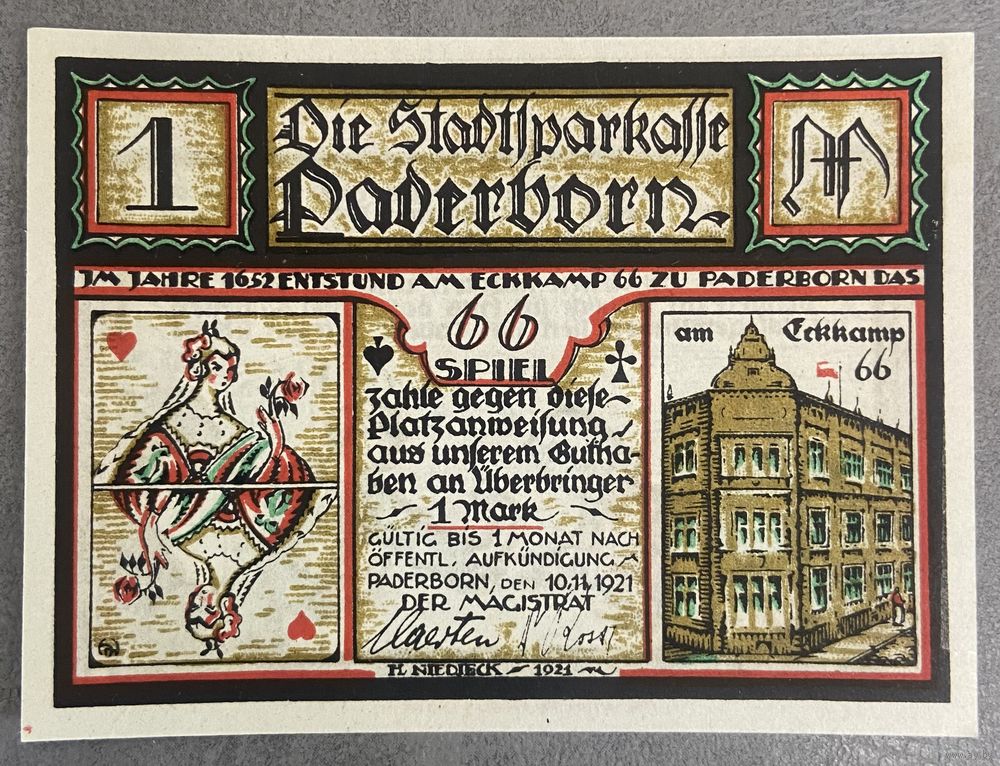 1
Die Stadtsparkasse
Paderborn
M
JM JAHRE 1652 ENTSTUND AM ECKKAMP 66 ZU PADERBORN DAS
66
SPIEL
zahle gegen diese
Platzanweisung
aus unserem Gutha-
ben an Überbringer
1 Mark
GÜLTIG BIS 1 MONAT NACH
ÖFFENTL. AUFKÜNDIGUNG
PADERBORN, DEN 10.11.1921
DER MAGISTRAT
am Eckkamp
66
H. NIEDIECK 1921